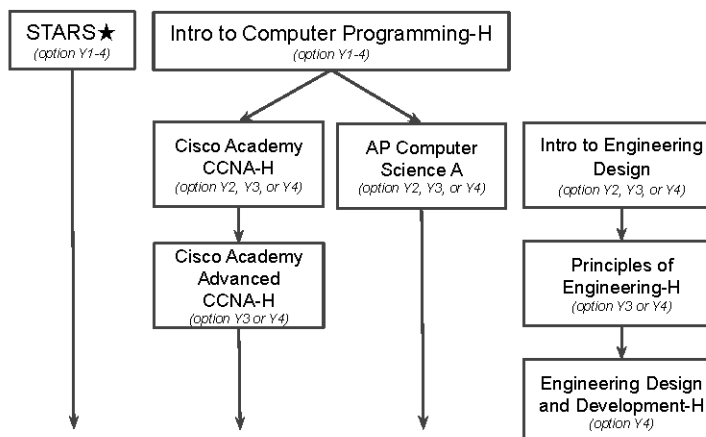 STARS★
(option Y1-4)
Intro to Computer Programming-H
(option Y1-4)
Cisco Academy
CCNA-H
(option Y2, Y3, or Y4)
AP Computer
Science A
(option Y2, Y3, or Y4)
Intro to Engineering
Design
(option Y2, Y3, or Y4)
Cisco Academy
Advanced
CCNA-H
(option Y3 or Y4)
Principles of
Engineering-H
(option Y3 or Y4)
Engineering Design
and Development-H
(option Y4)